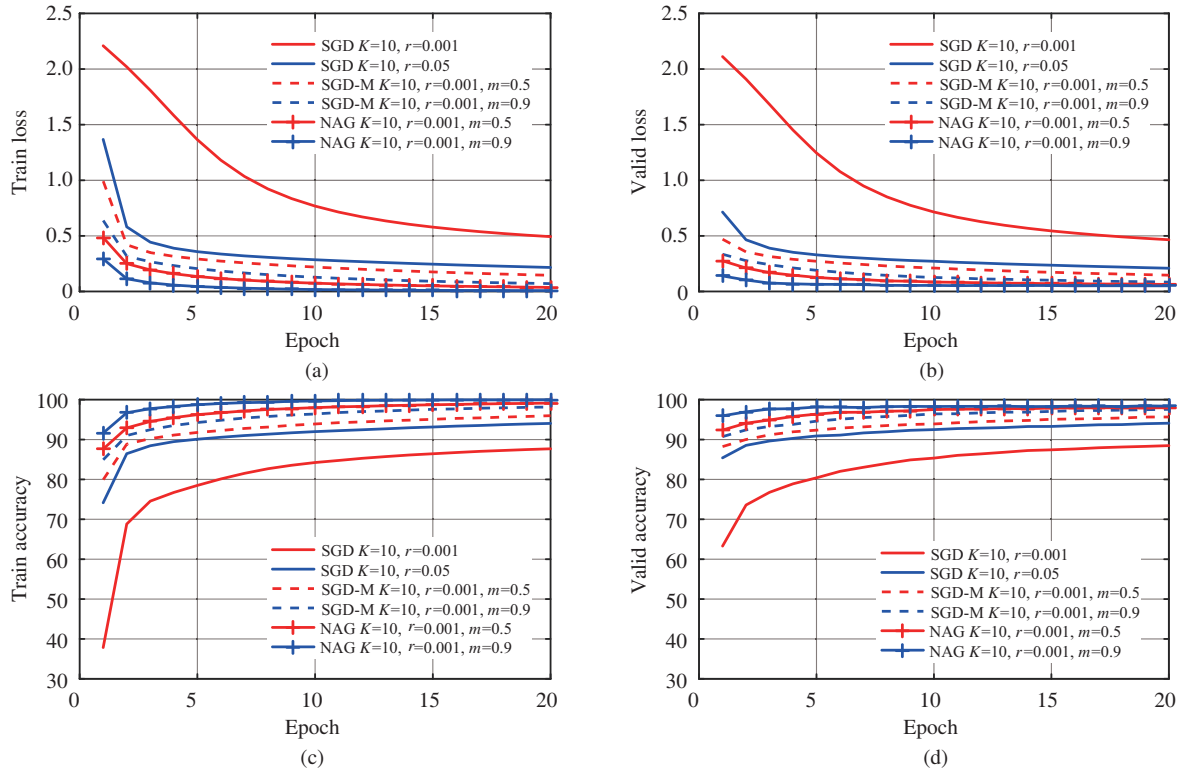 2.5
2.0
1.5
1.0
0.5
0
Train loss
SGD K=10, r=0.001
SGD K=10, r=0.05
SGD-M K=10, r=0.001, m=0.5
SGD-M K=10, r=0.001, m=0.9
NAG K=10, r=0.001, m=0.5
NAG K=10, r=0.001, m=0.9
0 5 10 15 20
Epoch
(a)
2.5
2.0
1.5
1.0
0.5
0
Valid loss
SGD K=10, r=0.001
SGD K=10, r=0.05
SGD-M K=10, r=0.001, m=0.5
SGD-M K=10, r=0.001, m=0.9
NAG K=10, r=0.001, m=0.5
NAG K=10, r=0.001, m=0.9
0 5 10 15 20
Epoch
(b)
100
90
80
70
60
50
40
30
Train accuracy
SGD K=10, r=0.001
SGD K=10, r=0.05
SGD-M K=10, r=0.001, m=0.5
SGD-M K=10, r=0.001, m=0.9
NAG K=10, r=0.001, m=0.5
NAG K=10, r=0.001, m=0.9
0 5 10 15 20
Epoch
(c)
100
90
80
70
60
50
40
30
Valid accuracy
SGD K=10, r=0.001
SGD K=10, r=0.05
SGD-M K=10, r=0.001, m=0.5
SGD-M K=10, r=0.001, m=0.9
NAG K=10, r=0.001, m=0.5
NAG K=10, r=0.001, m=0.9
0 5 10 15 20
Epoch
(d)